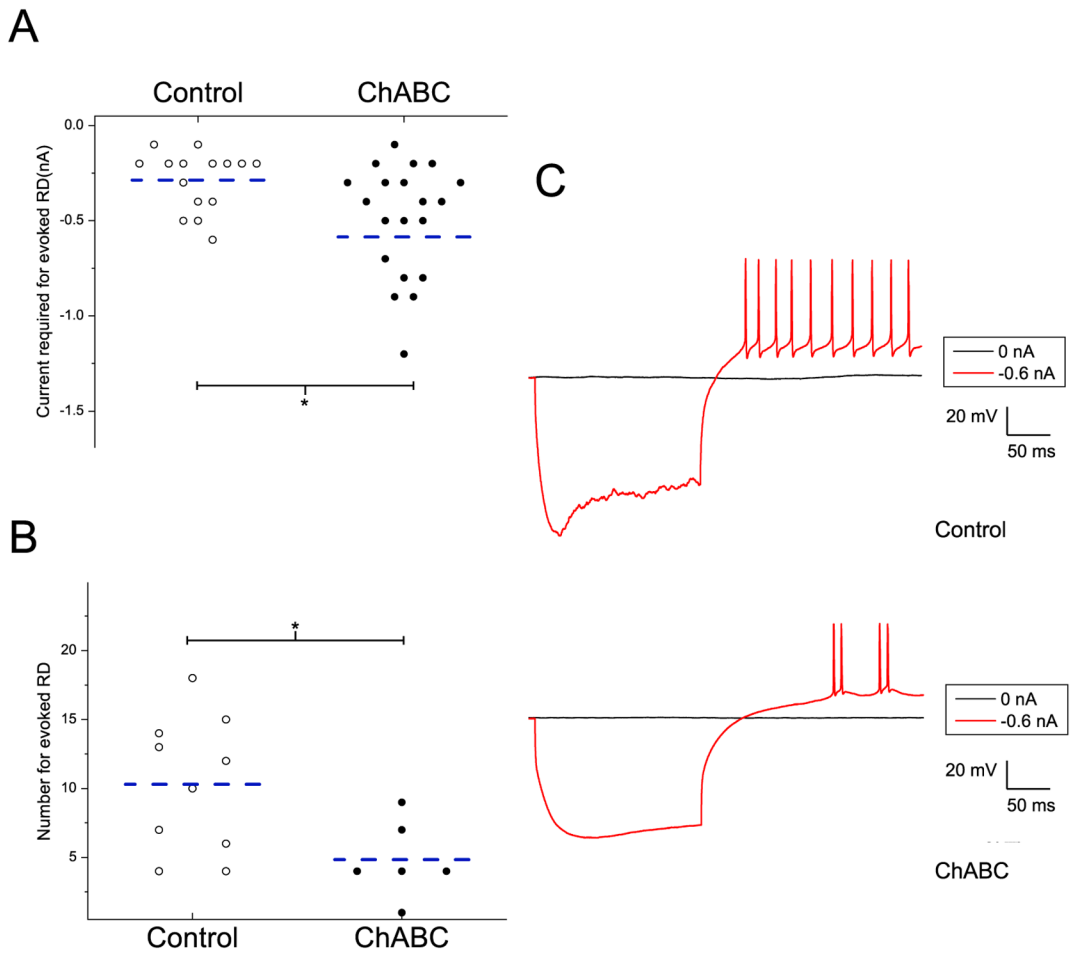 A
Control
ChABC
0.0
-0.5
-1.0
-1.5
Current required for evoked RD(nA)
*
B
20
15
10
5
Number for evoked RD
*
Control
ChABC
C
0 nA
-0.6 nA
20 mV
50 ms
Control
0 nA
-0.6 nA
20 mV
50 ms
ChABC